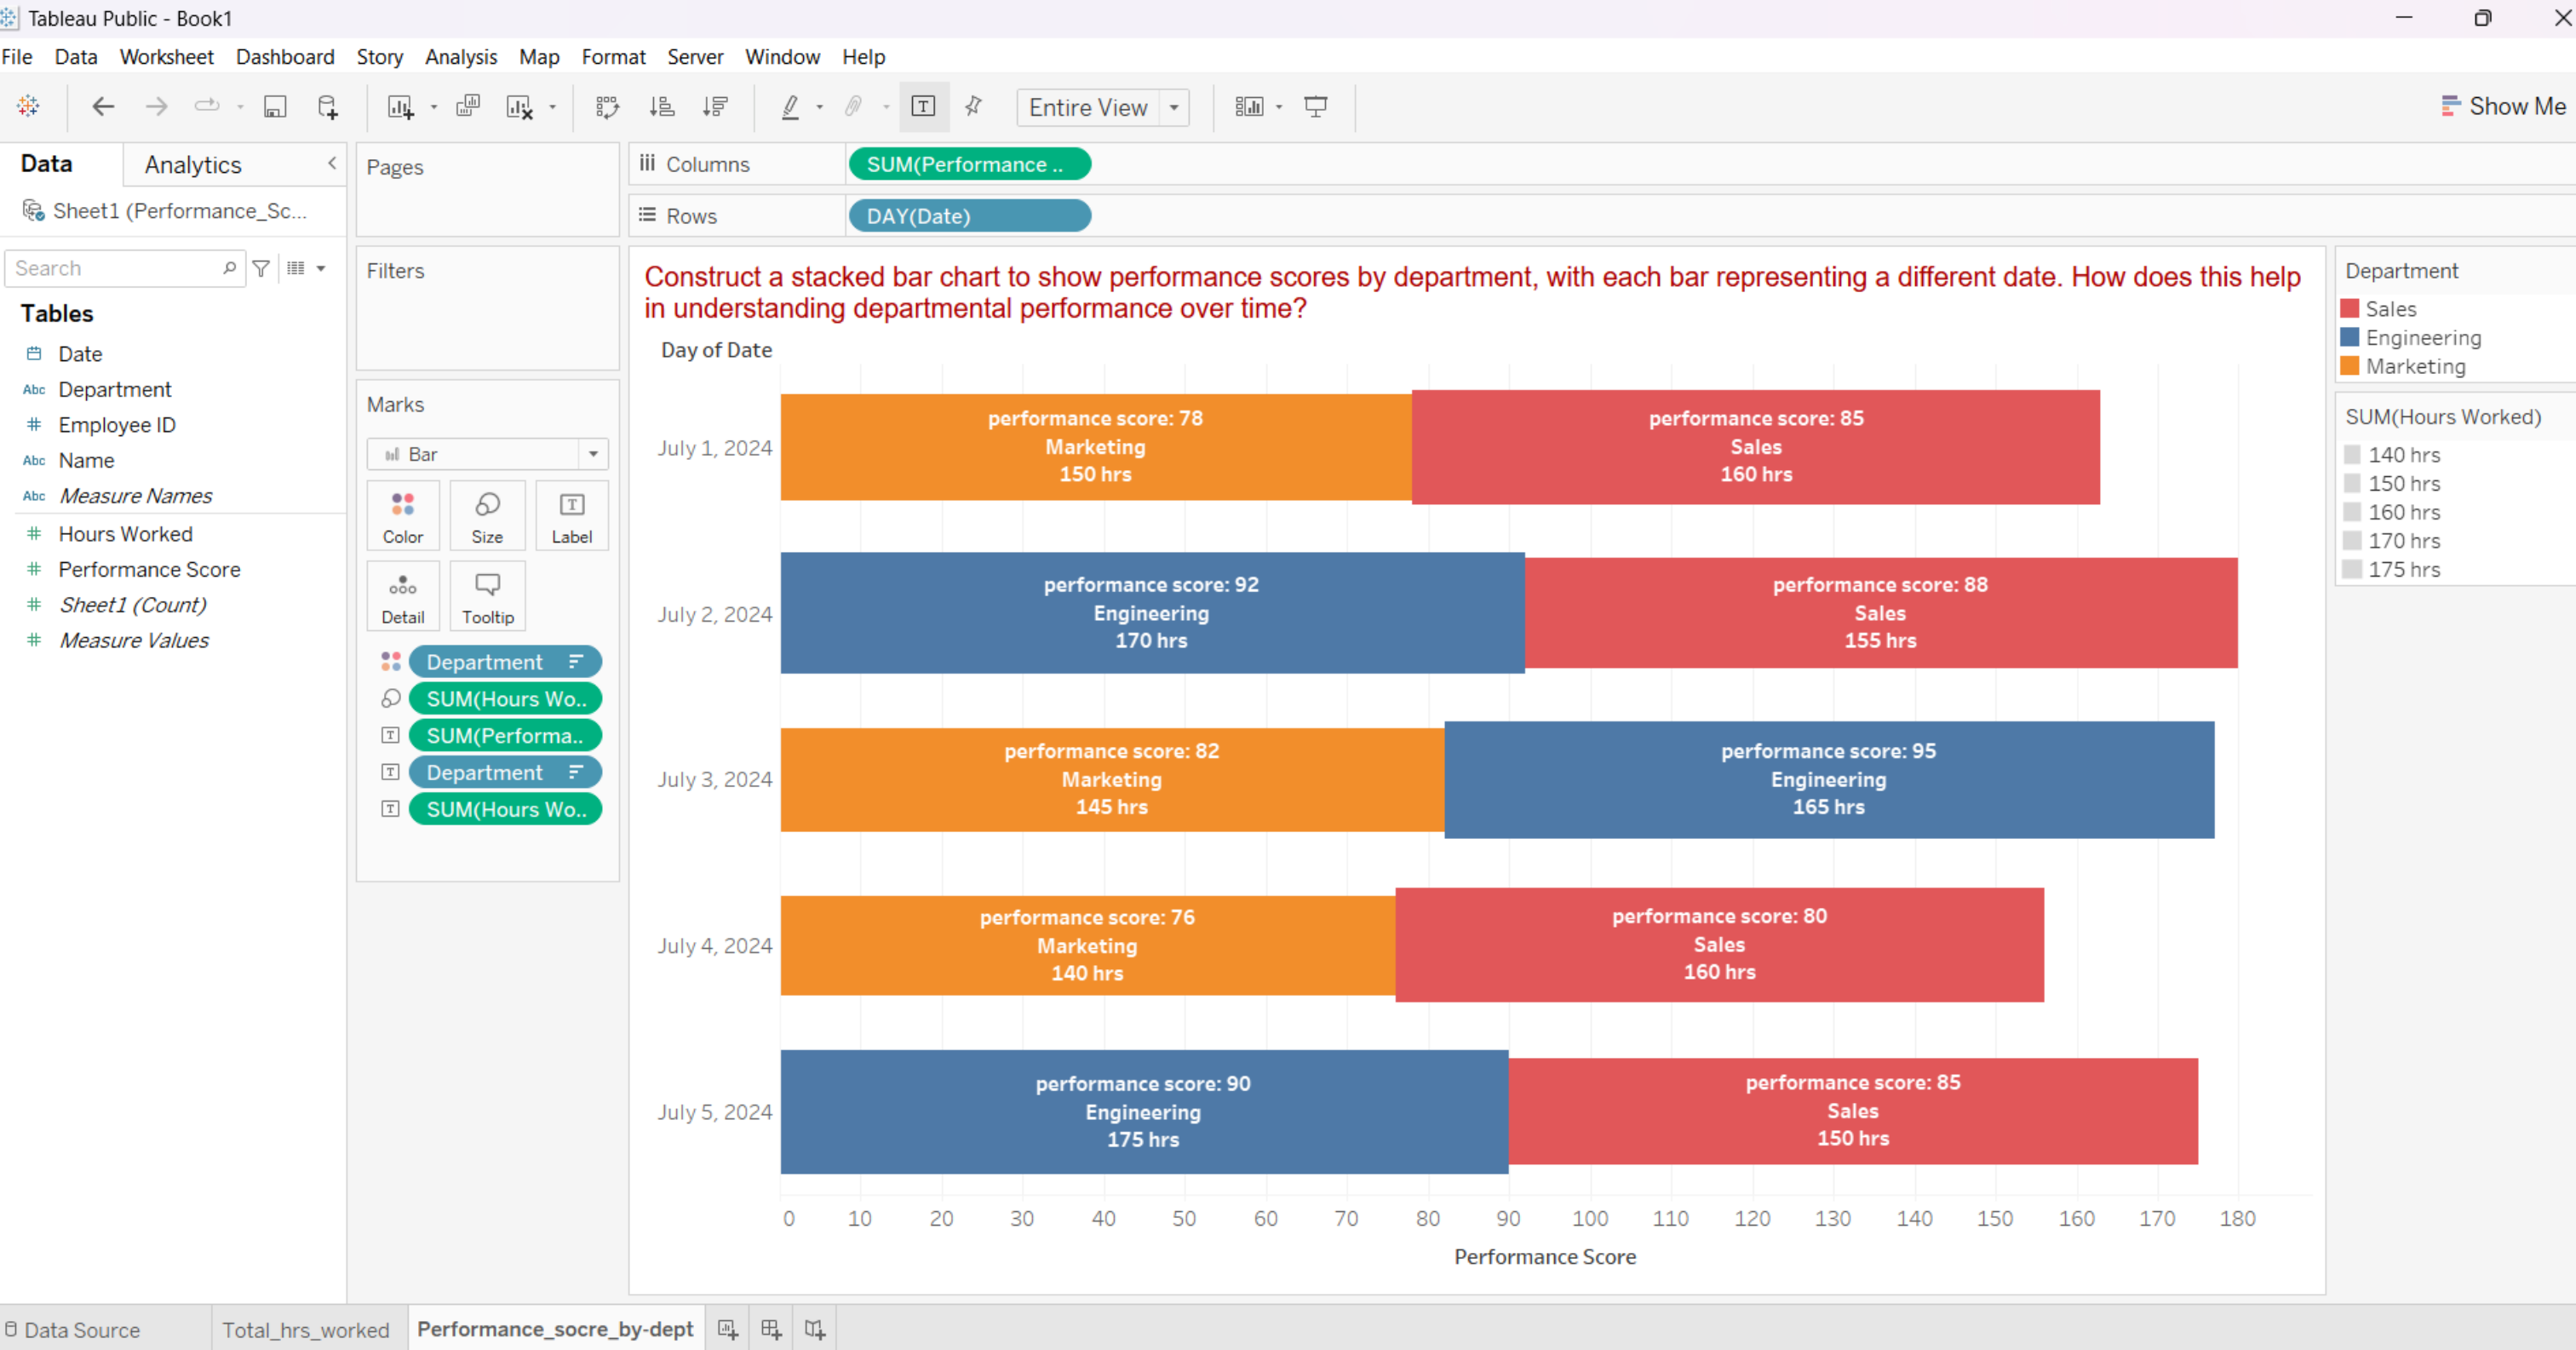 Tableau Public - Book1
File Data Worksheet Dashboard Story Analysis Map Format Server Window Help
Entire View
Show Me
Data
Analytics
Sheet1 (Performance_Sc...
Search
Tables
Date
Abc Department
# Employee ID
Abc Name
Abc Measure Names
# Hours Worked
# Performance Score
# Sheet1 (Count)
# Measure Values
Pages
Filters
Marks
Bar
Color Size Label
Detail Tooltip
Department
SUM(Hours Wo..
SUM(Performa..
Department
SUM(Hours Wo..
Columns
SUM(Performance ..
Rows
DAY(Date)
Construct a stacked bar chart to show performance scores by department, with each bar representing a different date. How does this help
in understanding departmental performance over time?
Day of Date
July 1, 2024
performance score: 78
Marketing
150 hrs
performance score: 85
Sales
160 hrs
July 2, 2024
performance score: 92
Engineering
170 hrs
performance score: 88
Sales
155 hrs
July 3, 2024
performance score: 82
Marketing
145 hrs
performance score: 95
Engineering
165 hrs
July 4, 2024
performance score: 76
Marketing
140 hrs
performance score: 80
Sales
160 hrs
July 5, 2024
performance score: 90
Engineering
175 hrs
performance score: 85
Sales
150 hrs
0 10 20 30 40 50 60 70 80 90 100 110 120 130 140 150 160 170 180
Performance Score
Department
Sales
Engineering
Marketing
SUM(Hours Worked)
140 hrs
150 hrs
160 hrs
170 hrs
175 hrs
Data Source
Total_hrs_worked
Performance_socre_by-dept